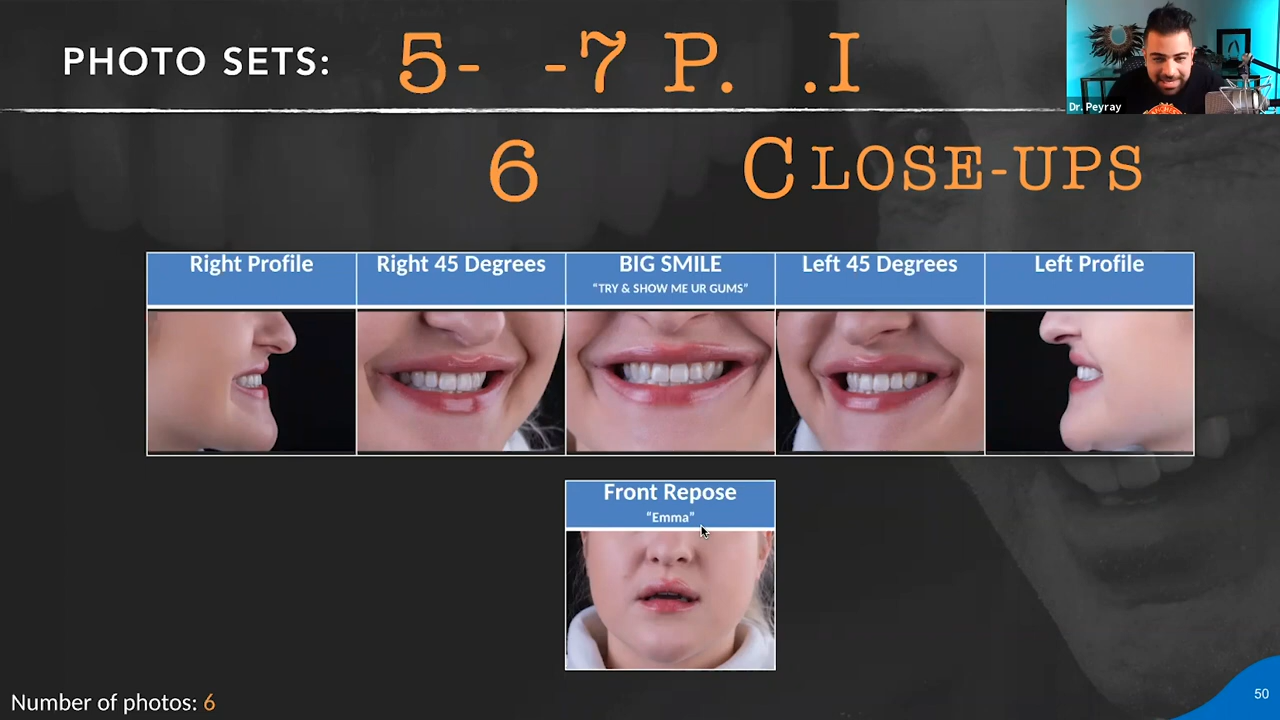 PHOTO SETS: 5- -7 P. .I
Dr. Peyray
6 CLOSE-UPS
Right Profile
Right 45 Degrees
BIG SMILE
“TRY & SHOW ME UR GUMS”
Left 45 Degrees
Left Profile
Front Repose
“Emma”
Number of photos: 6
50